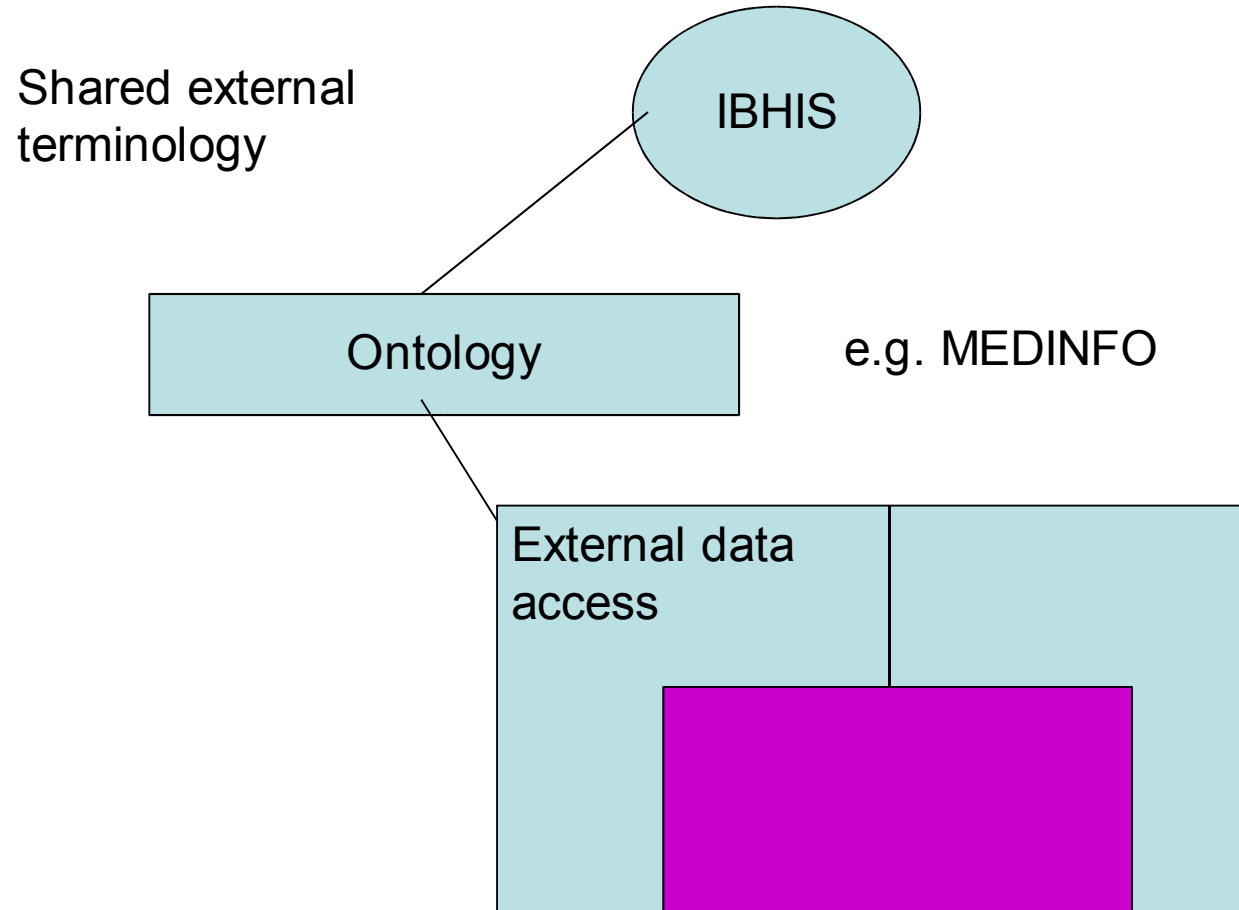 Shared external
terminology
IBHIS
Ontology
e.g. MEDINFO
External data
access